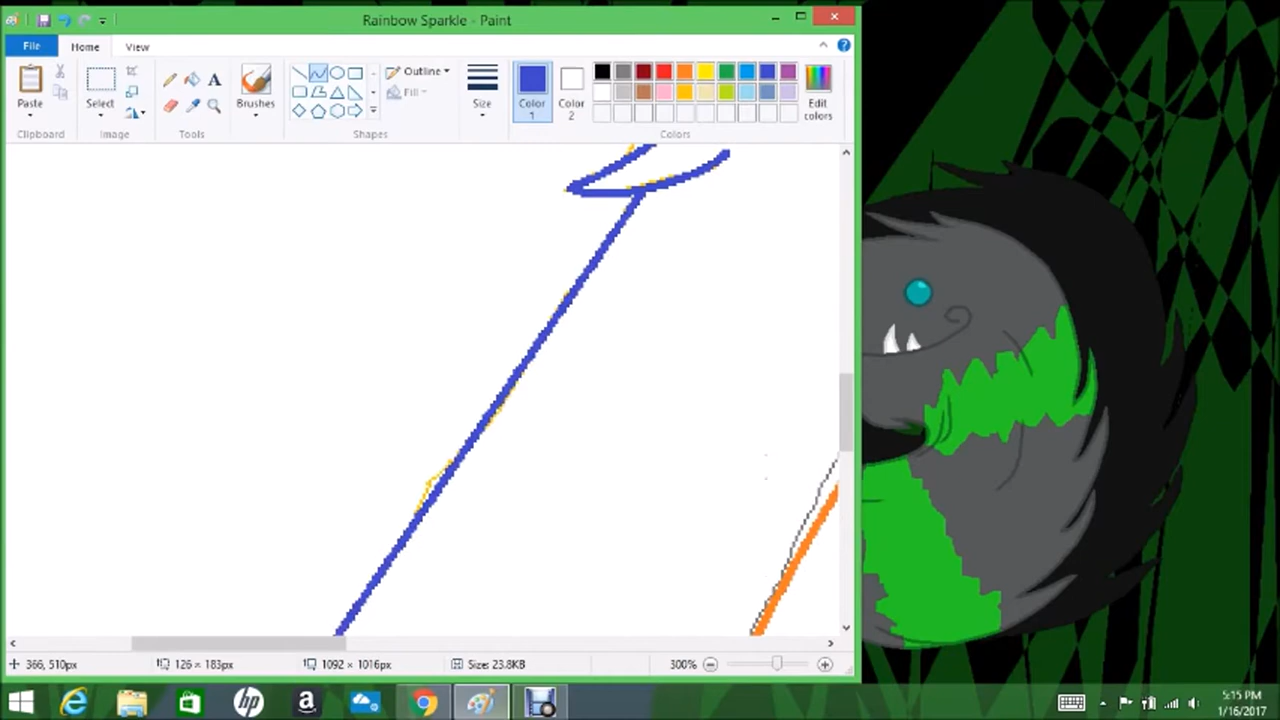 Rainbow Sparkle - Paint
File Home View
Paste
Select
Brushes
Outline
Fill
Size
Color 1
Color 2
Edit colors
Clipboard Image Tools Shapes Colors
366, 510px 126 × 183px 1092 × 1016px Size: 23.8KB 300%
5:15 PM
1/16/2017